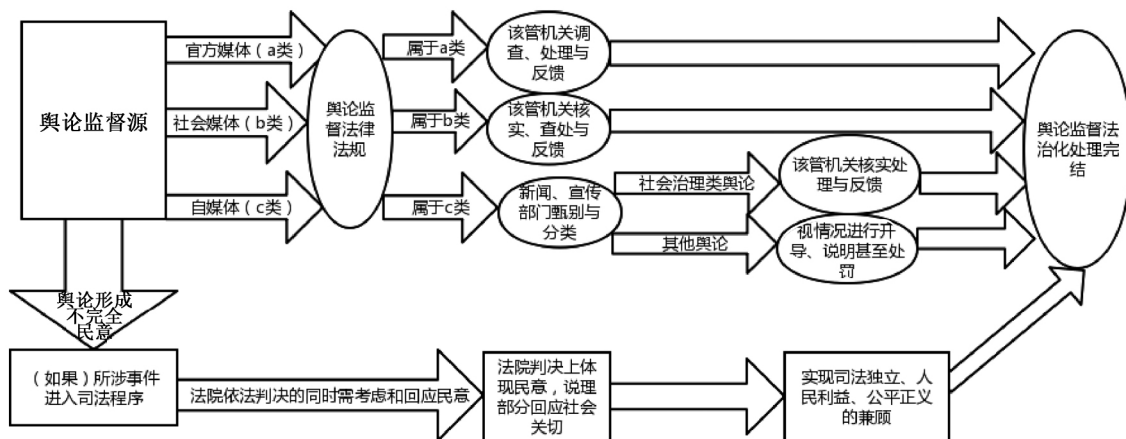 舆论监督源
官方媒体（a类）
社会媒体（b类）
自媒体（c类）
舆论监
督法律
法规
属于a类
属于b类
属于c类
该管机关调
查、处理与
反馈
该管机关核
实、查处与
反馈
新闻、宣传
部门甄别与
分类
社会治理类舆论
其他舆论
该管机关核实处
理与反馈
视情况进行开
导、说明甚至处
罚
舆论监督法
治化处理完
结
舆论形成
不完全
民意
（如果）所涉事件
进入司法程序
法院依法判决的同时需考虑和回应民意
法院判决上体
现民意，说理
部分回应社会
关切
实现司法独立、人
民利益、公平正义
的兼顾